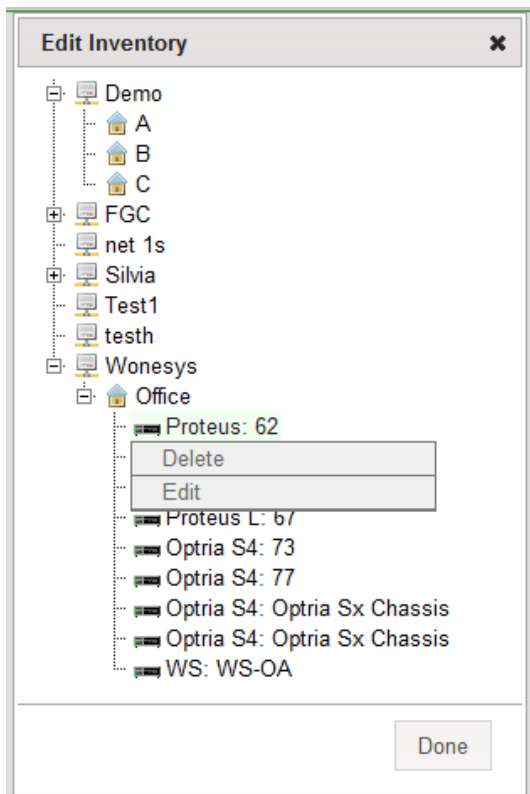 Edit Inventory
Demo
A
B
C
FGC
net 1s
Silvia
Test1
testh
Wonesys
Office
Proteus: 62
Delete
Edit
Proteus L: 67
Optria S4: 73
Optria S4: 77
Optria S4: Optria Sx Chassis
Optria S4: Optria Sx Chassis
WS: WS-OA
Done